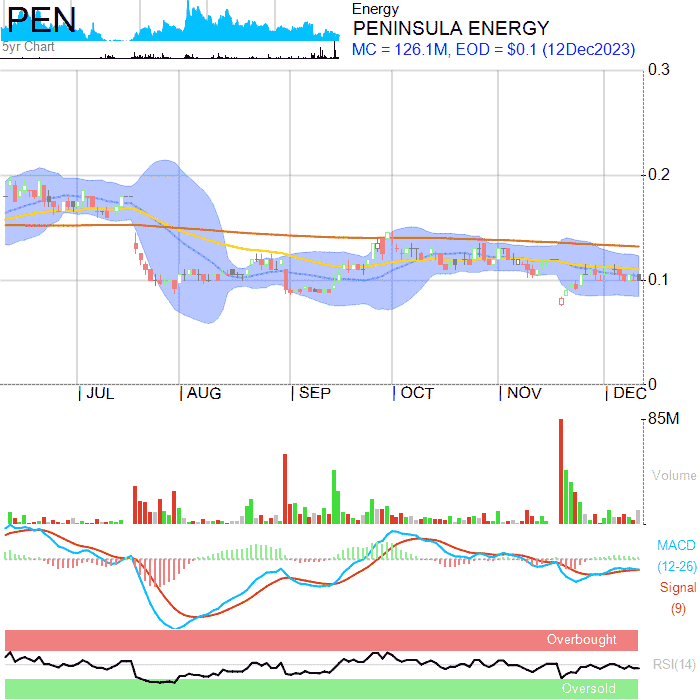 PEN
5yr Chart
Energy
PENINSULA ENERGY
MC = 126.1M, EOD = $0.1 (12Dec2023)
0.3
0.2
0.1
0
JUL AUG SEP OCT NOV DEC
85M
Volume
MACD
(12-26)
Signal
(9)
Overbought
RSI(14)
Oversold